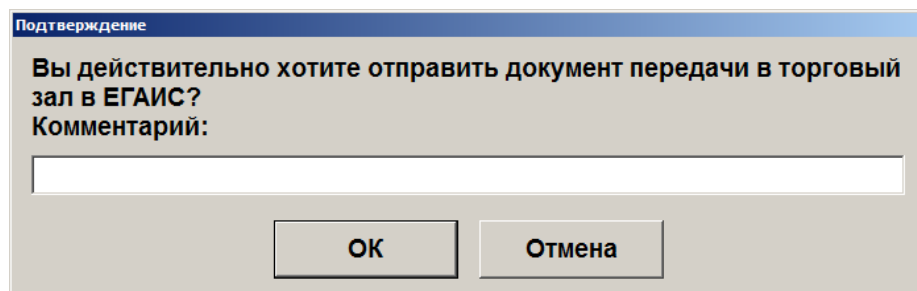 Подтверждение
Вы действительно хотите отправить документ передачи в торговый
зал в ЕГАИС?
Комментарий:
ОК
Отмена